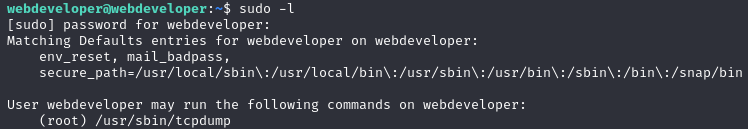 webdeveloper@webdeveloper:~$ sudo -l
[sudo] password for webdeveloper:
Matching Defaults entries for webdeveloper on webdeveloper:
    env_reset, mail_badpass,
    secure_path=/usr/local/sbin\:/usr/local/bin\:/usr/sbin\:/usr/bin\:/sbin\:/bin\:/snap/bin

User webdeveloper may run the following commands on webdeveloper:
    (root) /usr/sbin/tcpdump